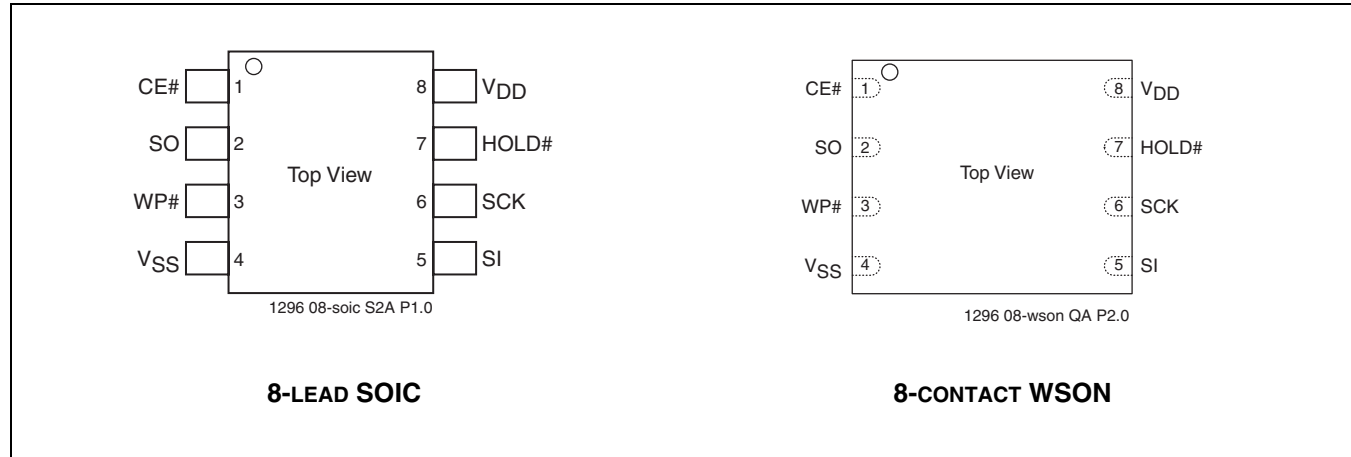 CE# 1 8 VDD
SO 2 7 HOLD#
Top View
WP# 3 6 SCK
VSS 4 5 SI
1296 08-soic S2A P1.0
8-LEAD SOIC
CE# 1 8 VDD
SO 2 7 HOLD#
Top View
WP# 3 6 SCK
VSS 4 5 SI
1296 08-wson QA P2.0
8-CONTACT WSON